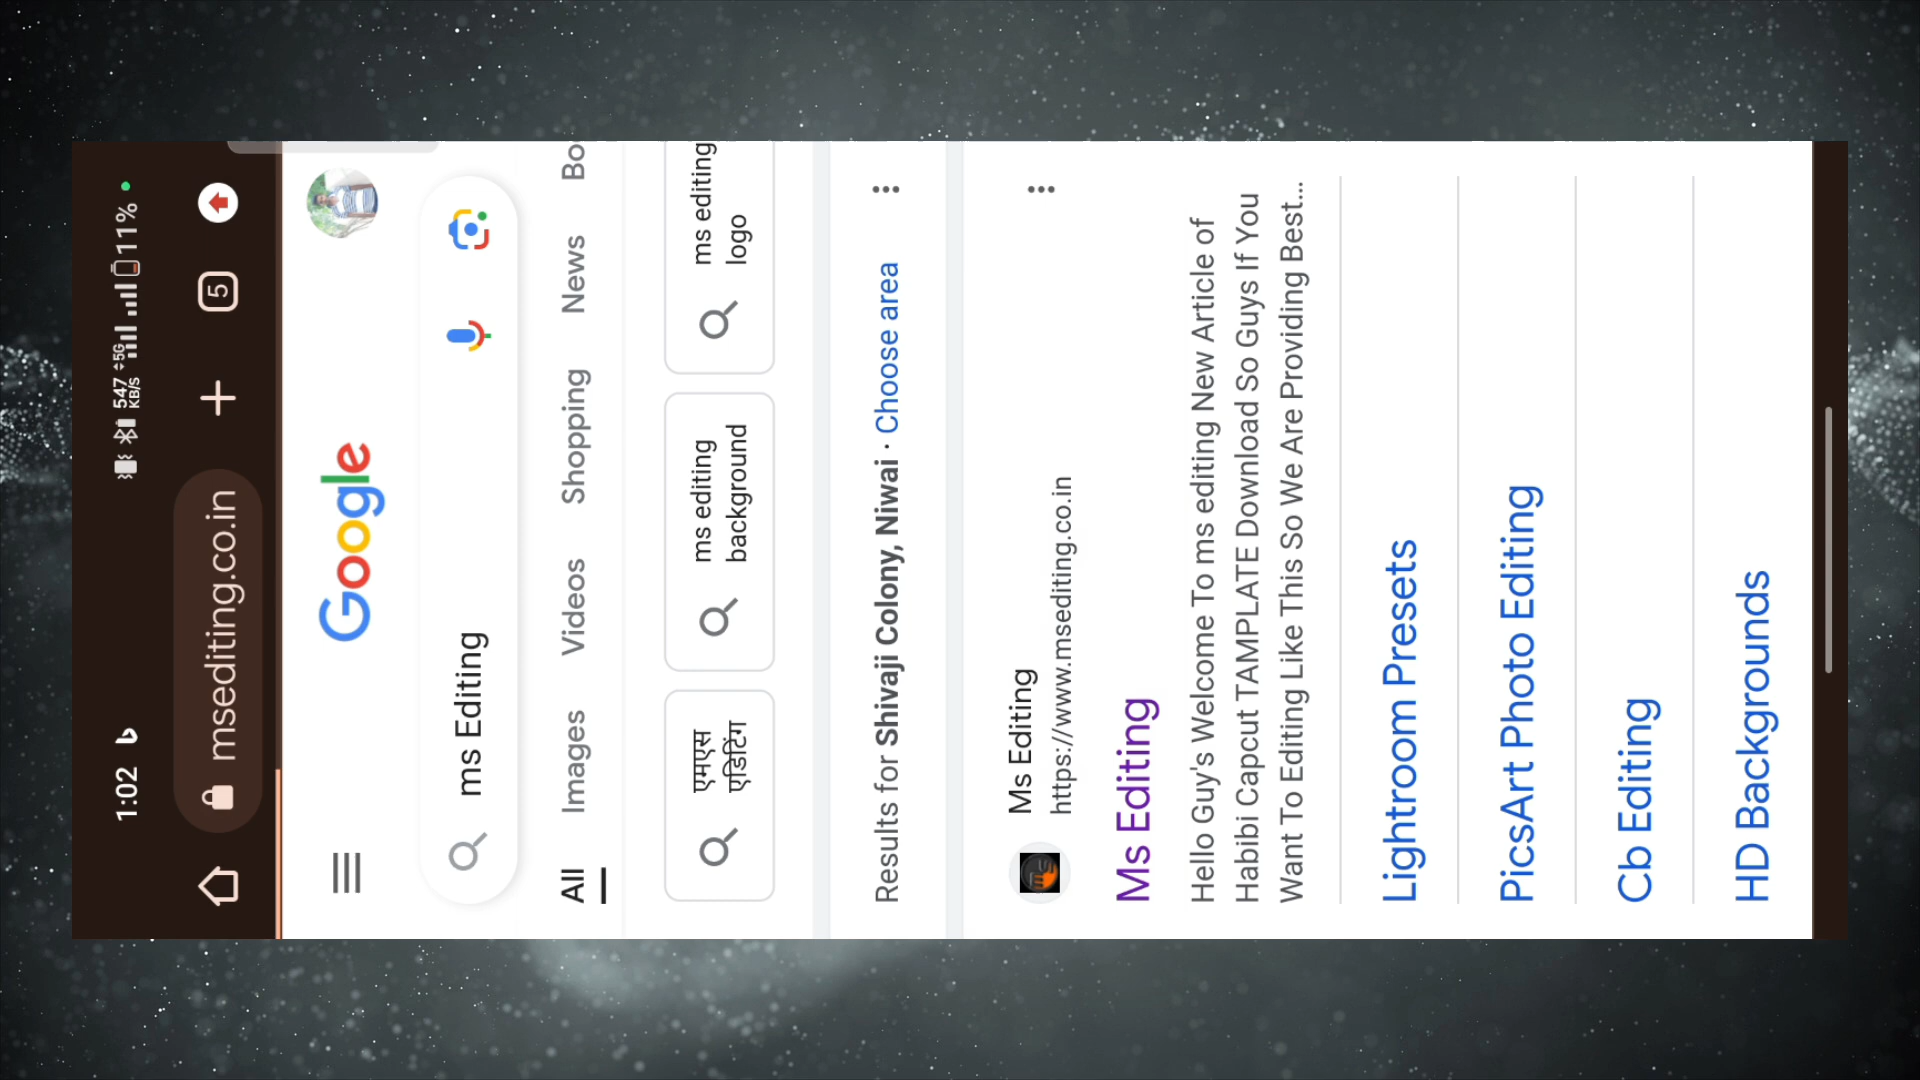 1:02
547 KB/S 5G 11%
msediting.co.in
5
Google
ms Editing
All Images Videos Shopping News Bo
एमएस
एडिटिंग
ms editing
background
ms editing
logo
Results for Shivaji Colony, Niwai · Choose area
Ms Editing
https://www.msediting.co.in
Ms Editing
Hello Guy's Welcome To ms editing New Article of
Habibi Capcut TAMPLATE Download So Guys If You
Want To Editing Like This So We Are Providing Best...
Lightroom Presets
PicsArt Photo Editing
Cb Editing
HD Backgrounds